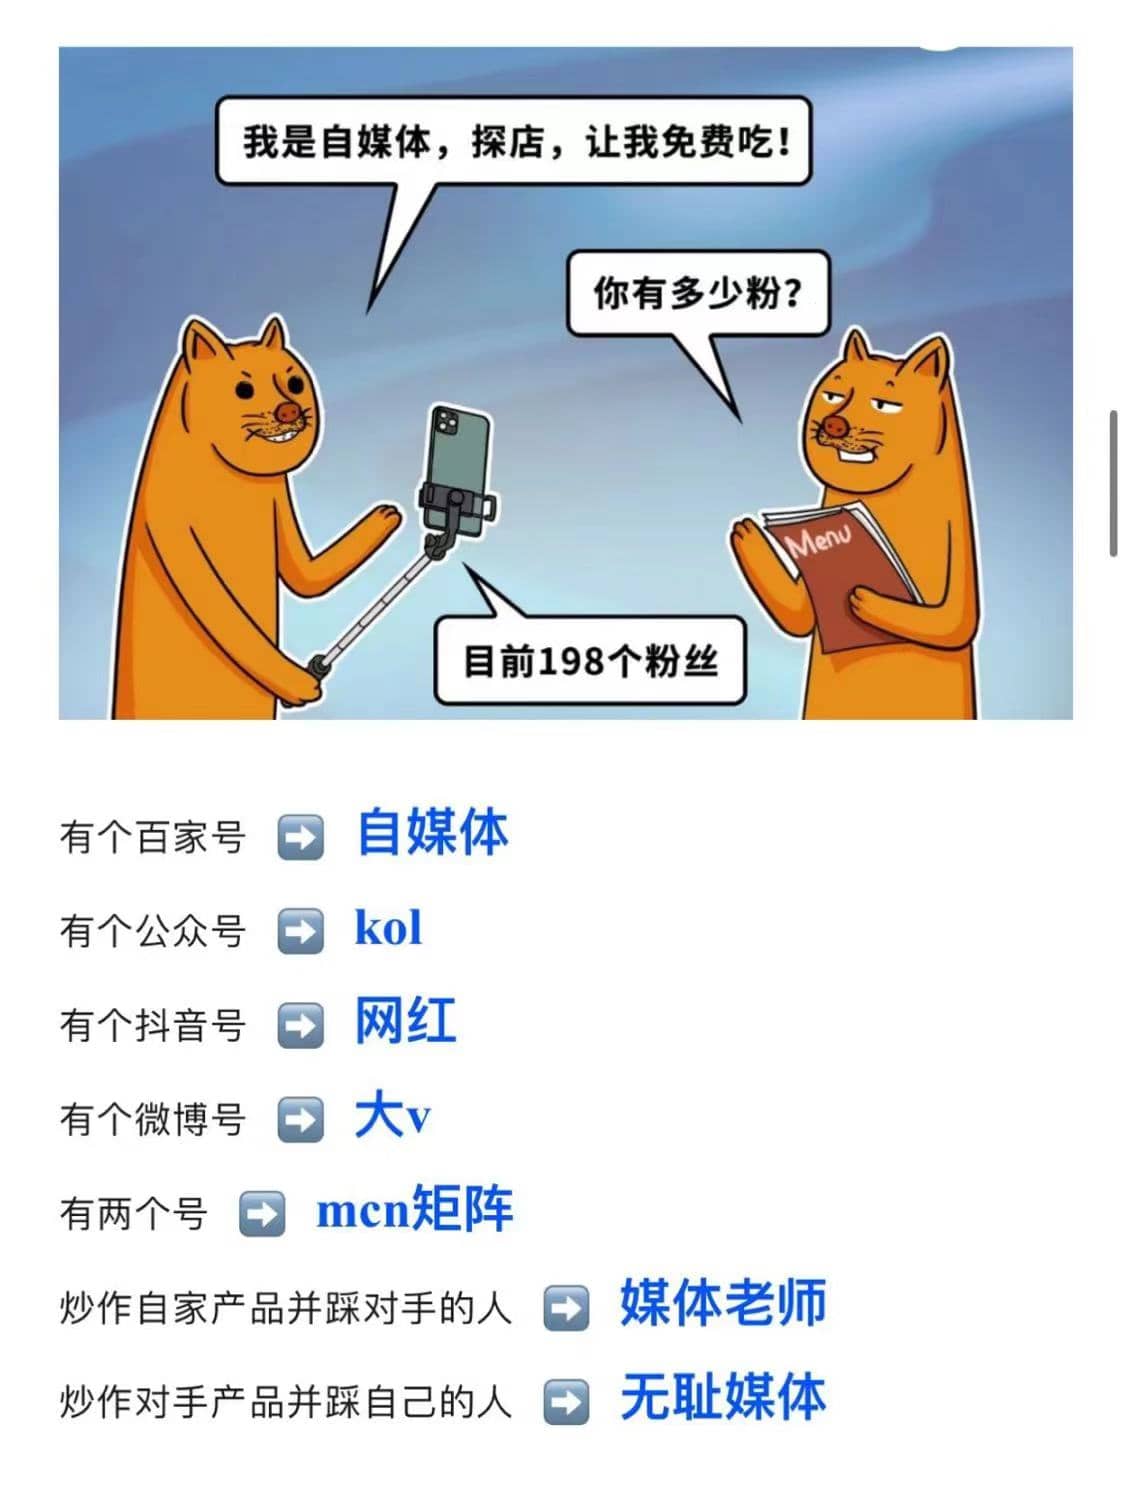 我是自媒体，探店，让我免费吃！
你有多少粉？
Menu
目前198个粉丝
有个百家号 ➡️ 自媒体
有个公众号 ➡️ kol
有个抖音号 ➡️ 网红
有个微博号 ➡️ 大v
有两个号 ➡️ mcn矩阵
炒作自家产品并踩对手的人 ➡️ 媒体老师
炒作对手产品并踩自己的人 ➡️ 无耻媒体